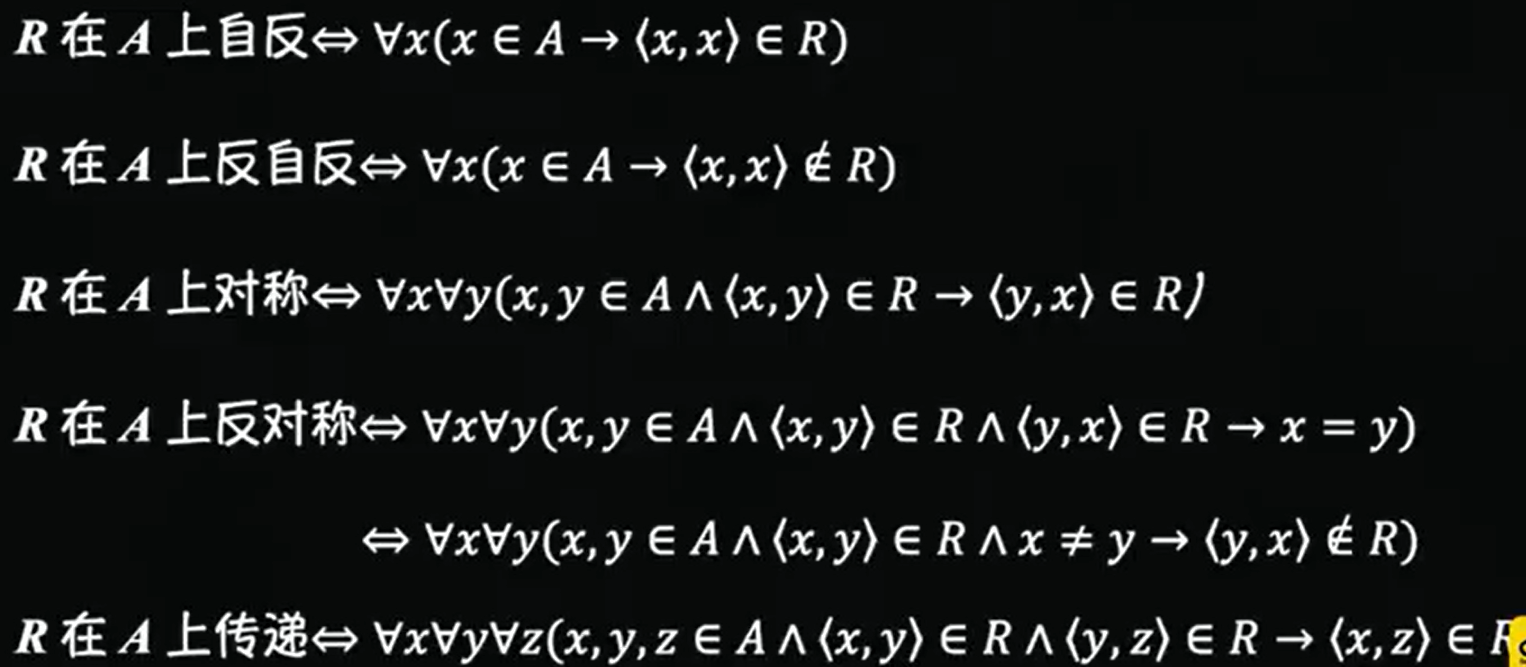 R 在 A 上自反⇔ ∀x(x ∈ A → ⟨x, x⟩ ∈ R)
R 在 A 上反自反⇔ ∀x(x ∈ A → ⟨x, x⟩ ∉ R)
R 在 A 上对称⇔ ∀x∀y(x, y ∈ A ∧ ⟨x, y⟩ ∈ R → ⟨y, x⟩ ∈ R)
R 在 A 上反对称⇔ ∀x∀y(x, y ∈ A ∧ ⟨x, y⟩ ∈ R ∧ ⟨y, x⟩ ∈ R → x = y)
⇔ ∀x∀y(x, y ∈ A ∧ ⟨x, y⟩ ∈ R ∧ x ≠ y → ⟨y, x⟩ ∉ R)
R 在 A 上传递⇔ ∀x∀y∀z(x, y, z ∈ A ∧ ⟨x, y⟩ ∈ R ∧ ⟨y, z⟩ ∈ R → ⟨x, z⟩ ∈ R